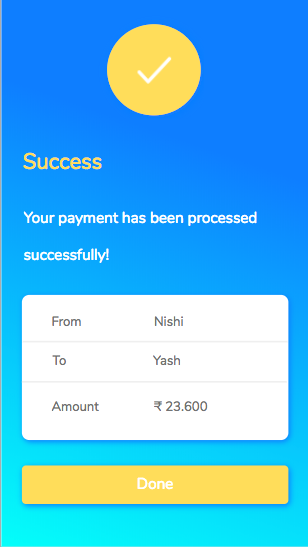 Success
Your payment has been processed
successfully!
From Nishi
To Yash
Amount ₹ 23.600
Done